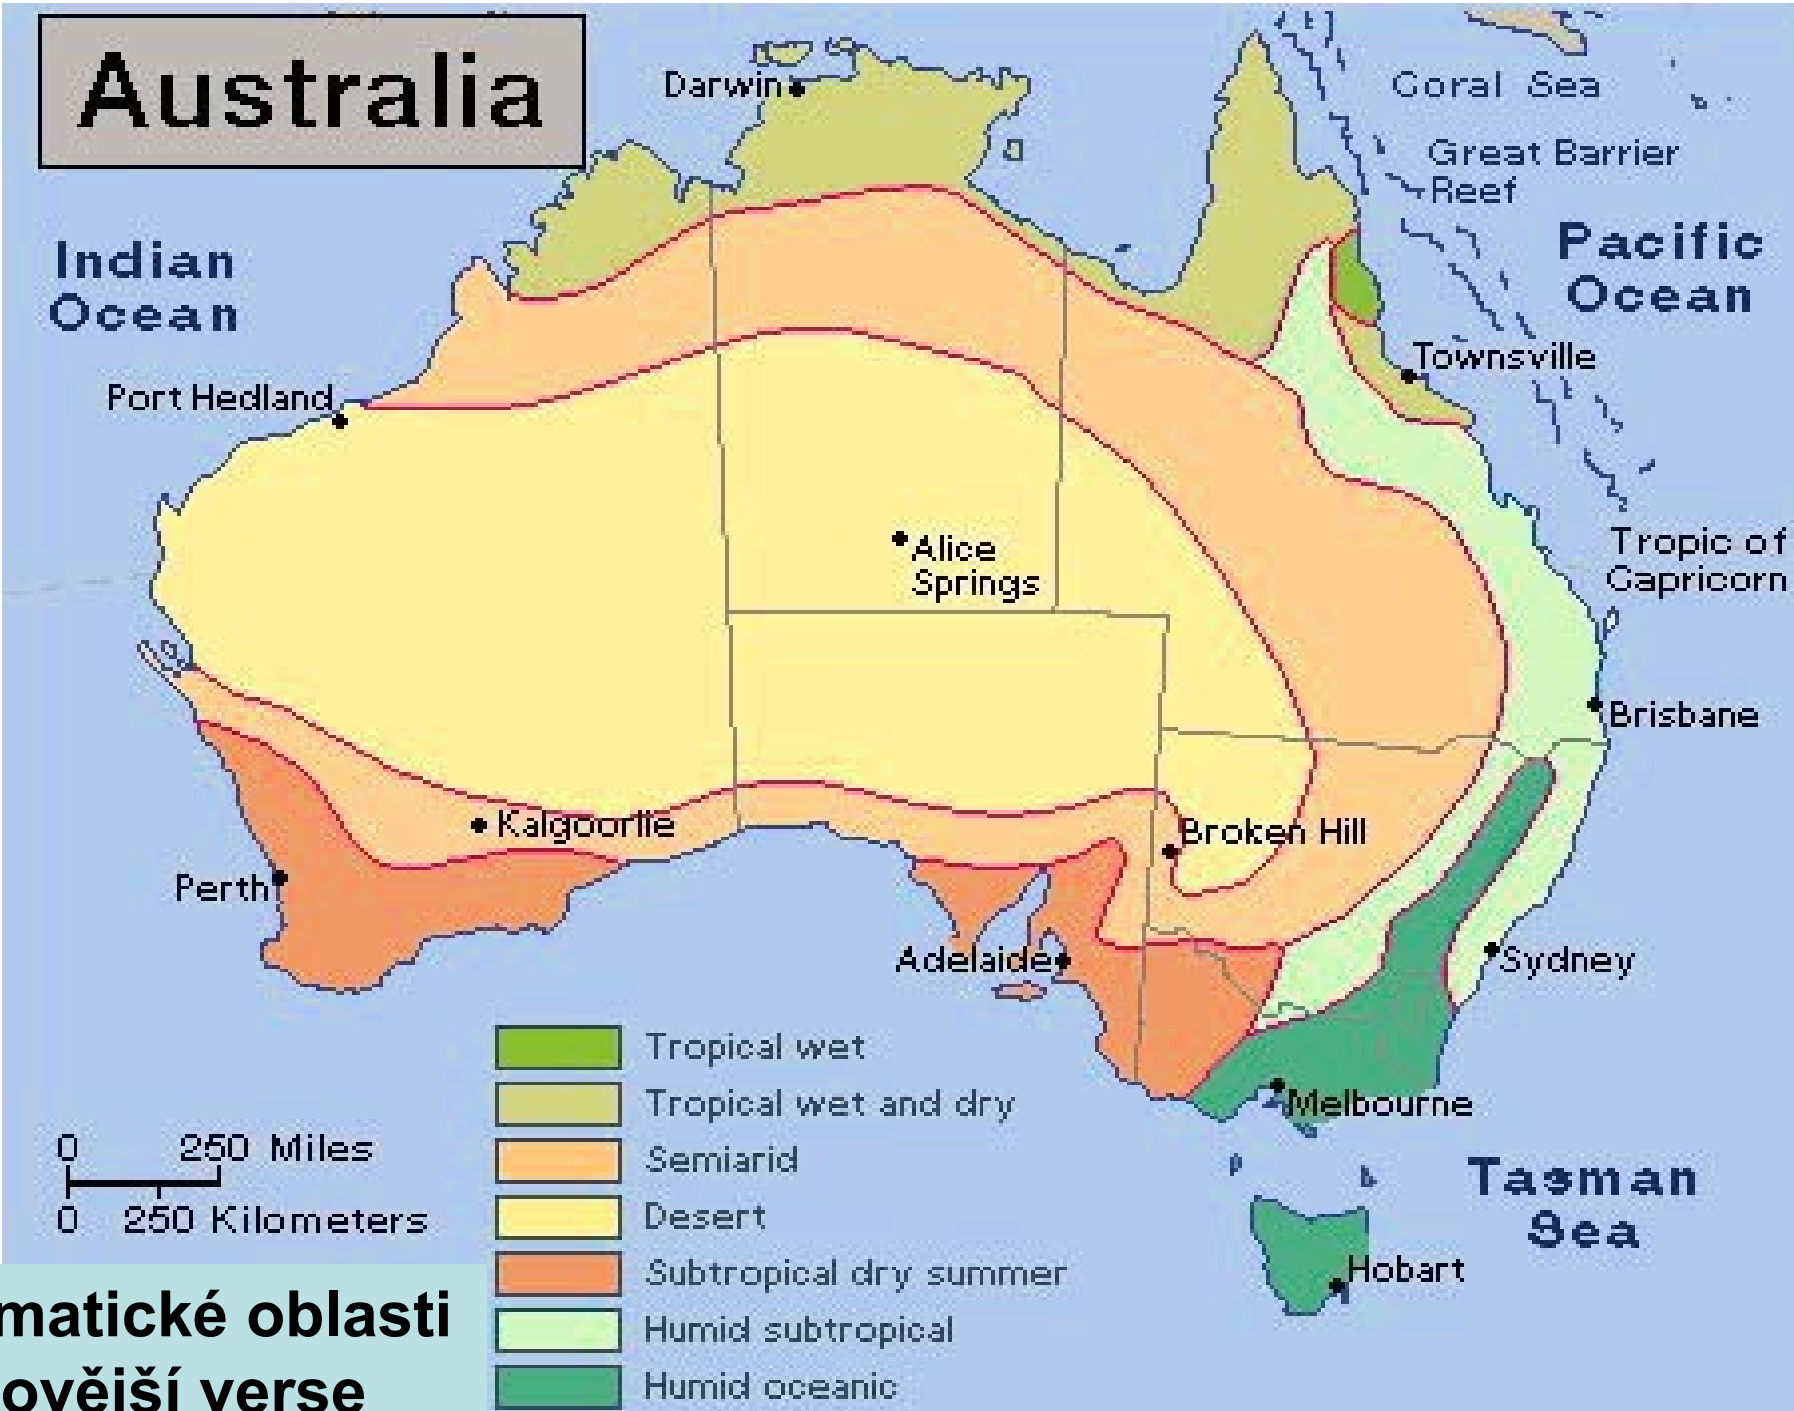 Australia
Darwin
Coral Sea
Great Barrier
Reef
Indian
Ocean
Pacific
Ocean
Port Hedland
Townsville
Alice
Springs
Tropic of
Capricorn
Brisbane
Kalgoorlie
Broken Hill
Perth
Adelaide
Sydney
Melbourne
Tasman
Sea
Hobart
0 250 Miles
0 250 Kilometers
Tropical wet
Tropical wet and dry
Semiarid
Desert
Subtropical dry summer
Humid subtropical
Humid oceanic
matické oblasti
ovější verse